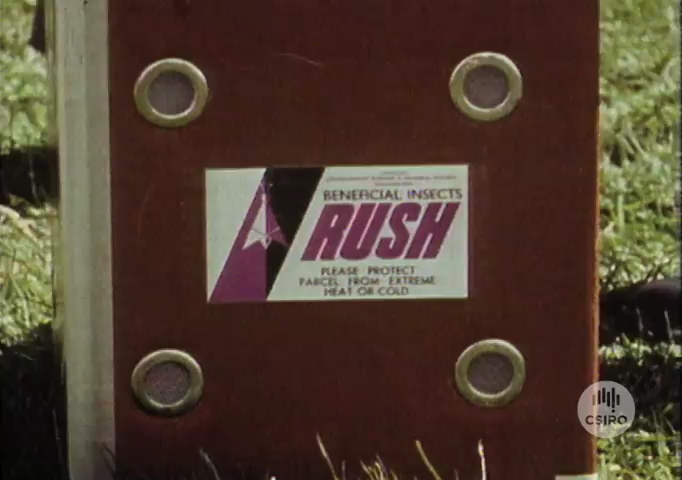 BENEFICIAL INSECTS
RUSH
PLEASE PROTECT
PARCEL FROM EXTREME
HEAT OR COLD
CSIRO